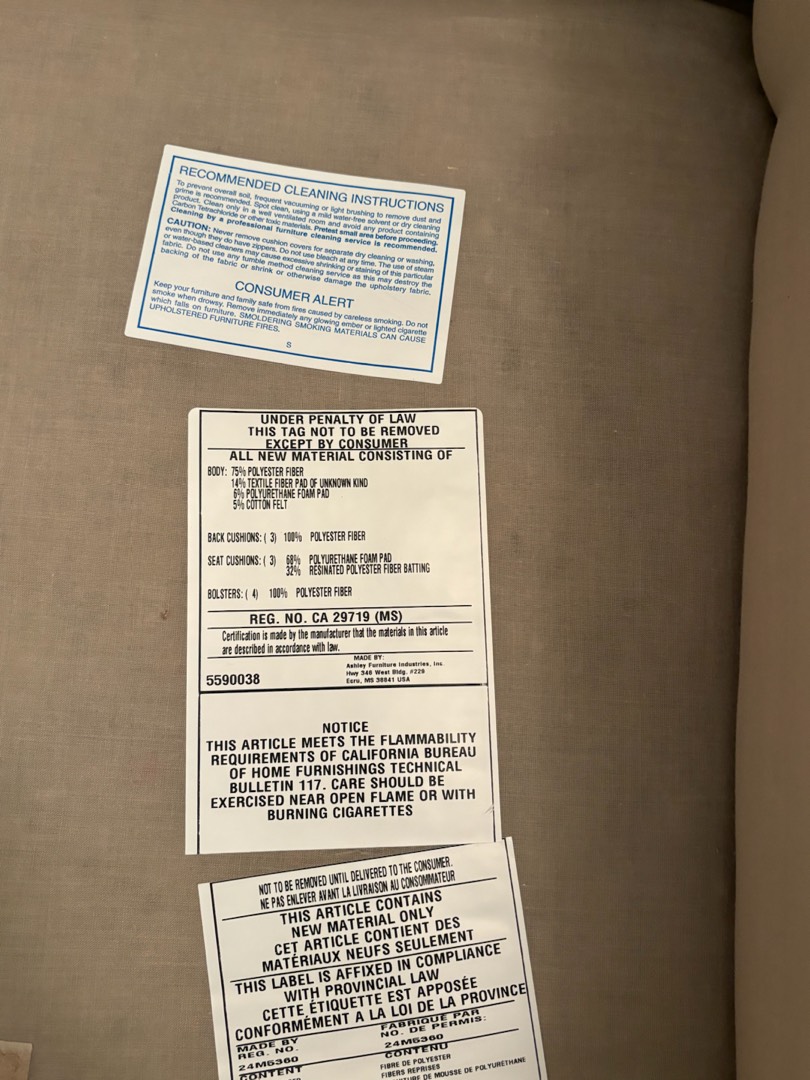 RECOMMENDED CLEANING INSTRUCTIONS
To prevent overall soil, frequent vacuuming or light brushing to remove dust and
grime is recommended. Spot clean, using a mild water-free solvent or dry cleaning
product. Clean only in a well ventilated room and avoid any product containing
Carbon Tetrachloride or other toxic materials. Pretest small area before proceeding.
Cleaning by a professional furniture cleaning service is recommended.
CAUTION: Never remove cushion covers for separate dry cleaning or washing,
even though they do have zippers. Do not use bleach at any time. The use of steam
or water-based cleaners may cause excessive shrinking or staining of this particular
fabric. Do not use any tumble method cleaning service as this may destroy the
backing of the fabric or shrink or otherwise damage the upholstery fabric.
CONSUMER ALERT
Keep your furniture and family safe from fires caused by careless smoking. Do not
smoke when drowsy. Remove immediately any glowing ember or lighted cigarette
which falls on furniture. SMOLDERING SMOKING MATERIALS CAN CAUSE
UPHOLSTERED FURNITURE FIRES.
S
UNDER PENALTY OF LAW
THIS TAG NOT TO BE REMOVED
EXCEPT BY CONSUMER
ALL NEW MATERIAL CONSISTING OF
BODY: 75% POLYESTER FIBER
14% TEXTILE FIBER PAD OF UNKNOWN KIND
6% POLYURETHANE FOAM PAD
5% COTTON FELT
BACK CUSHIONS: ( 3) 100% POLYESTER FIBER
SEAT CUSHIONS: ( 3) 68% POLYURETHANE FOAM PAD
32% RESINATED POLYESTER FIBER BATTING
BOLSTERS: ( 4) 100% POLYESTER FIBER
REG. NO. CA 29719 (MS)
Certification is made by the manufacturer that the materials in this article
are described in accordance with law.
MADE BY:
Ashley Furniture Industries, Inc.
Hwy 346 West Bldg. #229
5590038 Ecru, MS 38841 USA
NOTICE
THIS ARTICLE MEETS THE FLAMMABILITY
REQUIREMENTS OF CALIFORNIA BUREAU
OF HOME FURNISHINGS TECHNICAL
BULLETIN 117. CARE SHOULD BE
EXERCISED NEAR OPEN FLAME OR WITH
BURNING CIGARETTES
NOT TO BE REMOVED UNTIL DELIVERED TO THE CONSUMER.
NE PAS ENLEVER AVANT LA LIVRAISON AU CONSOMMATEUR
THIS ARTICLE CONTAINS
NEW MATERIAL ONLY
CET ARTICLE CONTIENT DES
MATÉRIAUX NEUFS SEULEMENT
THIS LABEL IS AFFIXED IN COMPLIANCE
WITH PROVINCIAL LAW
CETTE ÉTIQUETTE EST APPOSÉE
CONFORMÉMENT A LA LOI DE LA PROVINCE
MADE BY FABRIQUE PAR
REG. NO. NO. DE PERMIS:
24M5360 24M5360
CONTENT CONTENU
FIBRE DE POLYESTER
FIBERS REPRISES
DE MOUSSE DE POLYURÉTHANE